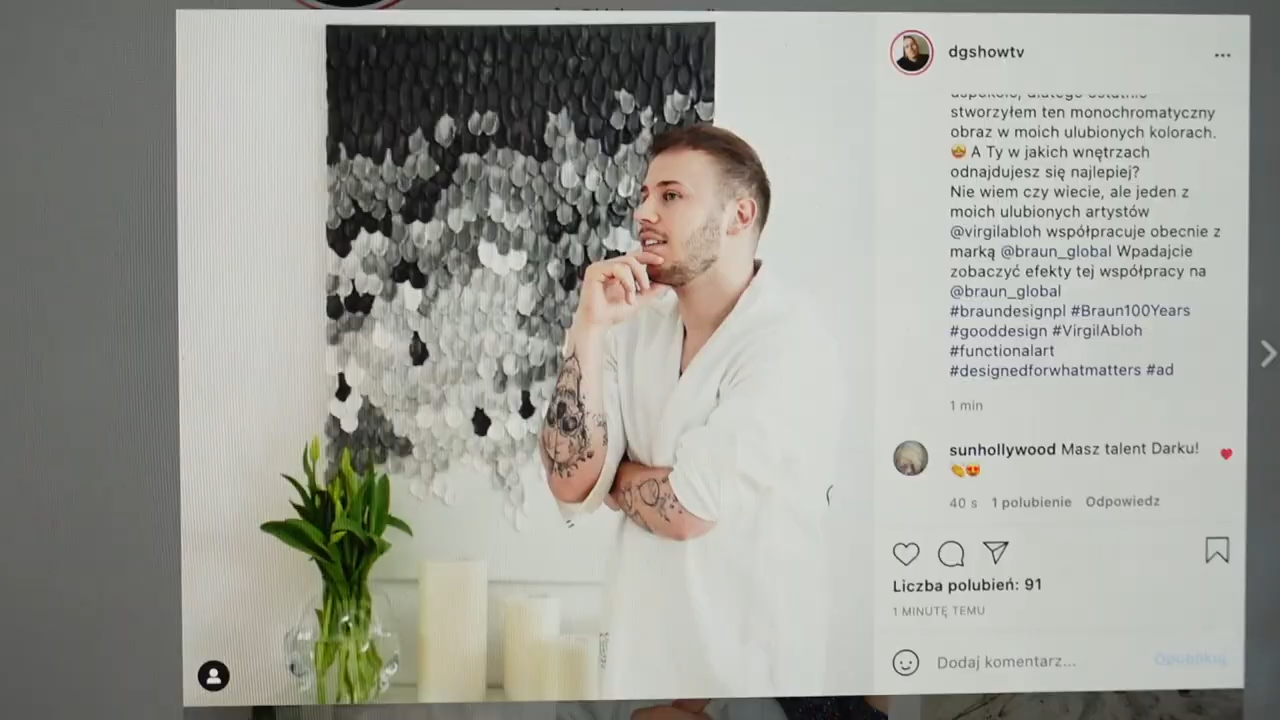 dgshowtv
stworzyłem ten monochromatyczny
obraz w moich ulubionych kolorach.
🤩 A Ty w jakich wnętrzach
odnajdujesz się najlepiej?
Nie wiem czy wiecie, ale jeden z
moich ulubionych artystów
@virgilabloh współpracuje obecnie z
marką @braun_global Wpadajcie
zobaczyć efekty tej współpracy na
@braun_global
#braundesignpl #Braun100Years
#gooddesign #VirgilAbloh
#functionalart
#designedforwhatmatters #ad
1 min
sunhollywood Masz talent Darku!
👏😍
40 s 1 polubienie Odpowiedz
Liczba polubień: 91
1 MINUTĘ TEMU
Dodaj komentarz...
Opublikuj